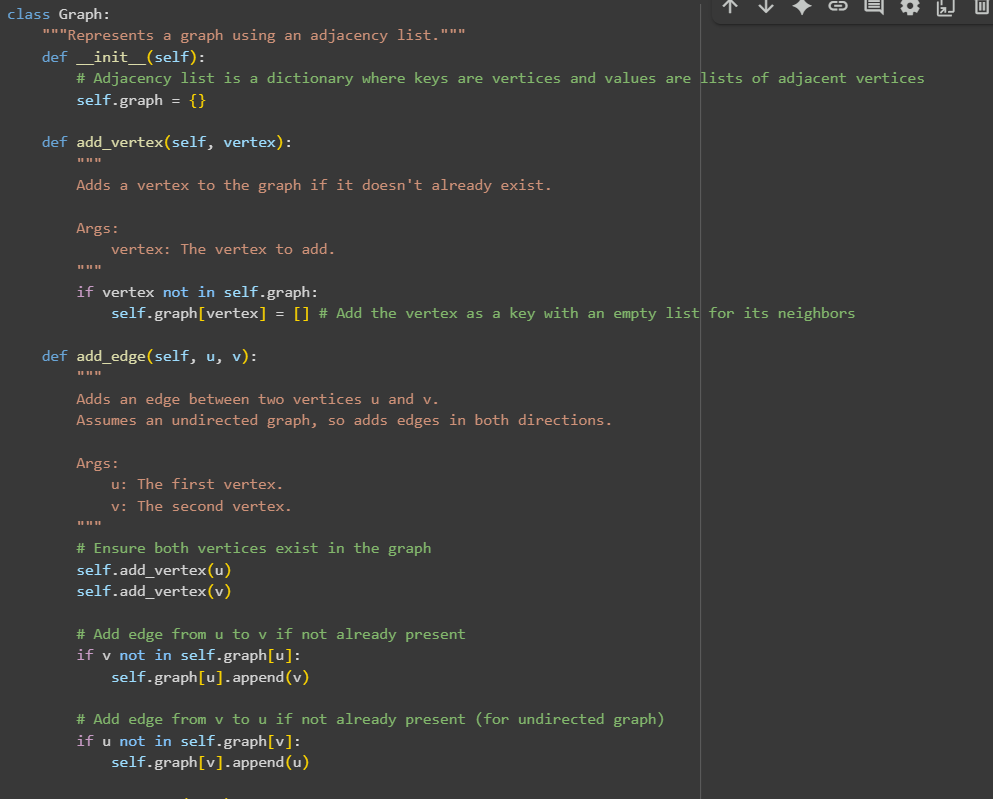 class Graph:
    """Represents a graph using an adjacency list."""
    def __init__(self):
        # Adjacency list is a dictionary where keys are vertices and values are lists of adjacent vertices
        self.graph = {}

    def add_vertex(self, vertex):
        """
        Adds a vertex to the graph if it doesn't already exist.

        Args:
            vertex: The vertex to add.
        """
        if vertex not in self.graph:
            self.graph[vertex] = [] # Add the vertex as a key with an empty list for its neighbors

    def add_edge(self, u, v):
        """
        Adds an edge between two vertices u and v.
        Assumes an undirected graph, so adds edges in both directions.

        Args:
            u: The first vertex.
            v: The second vertex.
        """
        # Ensure both vertices exist in the graph
        self.add_vertex(u)
        self.add_vertex(v)

        # Add edge from u to v if not already present
        if v not in self.graph[u]:
            self.graph[u].append(v)

        # Add edge from v to u if not already present (for undirected graph)
        if u not in self.graph[v]:
            self.graph[v].append(u)